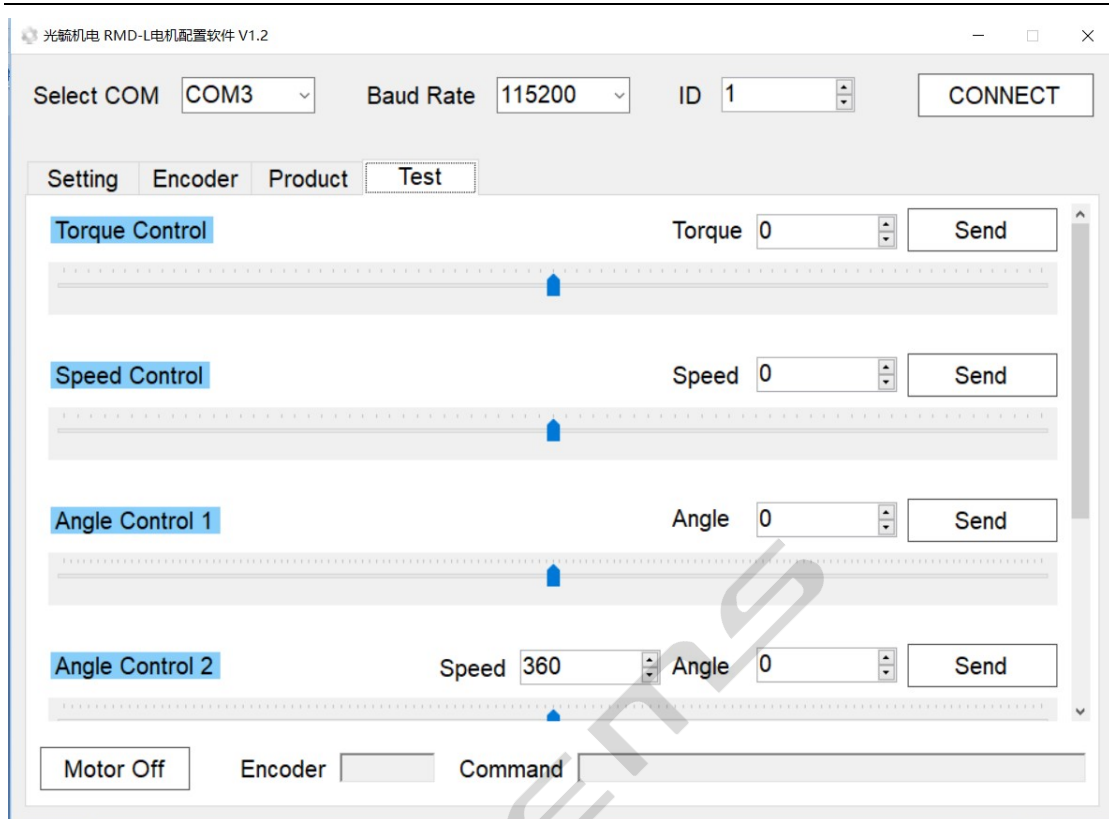 光毓机电 RMD-L电机配置软件 V1.2
Select COM COM3 Baud Rate 115200 ID 1 CONNECT
Setting Encoder Product Test
Torque Control Torque 0 Send
Speed Control Speed 0 Send
Angle Control 1 Angle 0 Send
Angle Control 2 Speed 360 Angle 0 Send
Motor Off Encoder Command